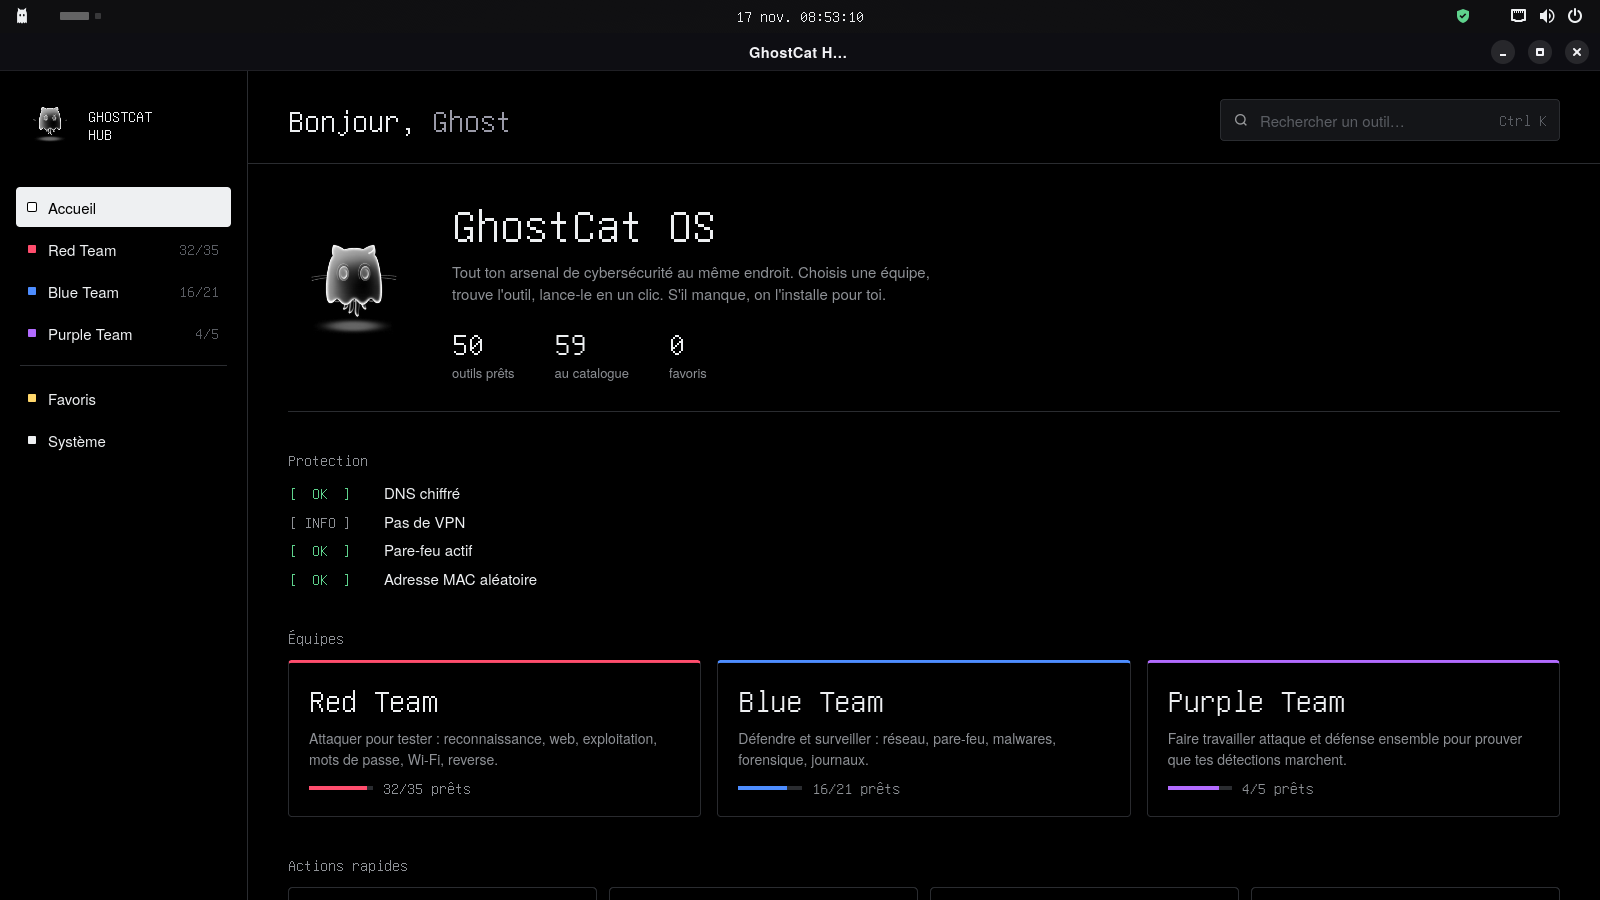 17 nov. 08:53:10
GhostCat H...
GHOSTCAT
HUB
Bonjour, Ghost
Rechercher un outil... Ctrl K
Accueil
Red Team 32/35
Blue Team 16/21
Purple Team 4/5
Favoris
Système
GhostCat OS
Tout ton arsenal de cybersécurité au même endroit. Choisis une équipe,
trouve l'outil, lance-le en un clic. S'il manque, on l'installe pour toi.
50 59 0
outils prêts au catalogue favoris
Protection
[ OK ] DNS chiffré
[ INFO ] Pas de VPN
[ OK ] Pare-feu actif
[ OK ] Adresse MAC aléatoire
Équipes
Red Team
Attaquer pour tester : reconnaissance, web, exploitation,
mots de passe, Wi-Fi, reverse.
32/35 prêts
Blue Team
Défendre et surveiller : réseau, pare-feu, malwares,
forensique, journaux.
16/21 prêts
Purple Team
Faire travailler attaque et défense ensemble pour prouver
que tes détections marchent.
4/5 prêts
Actions rapides